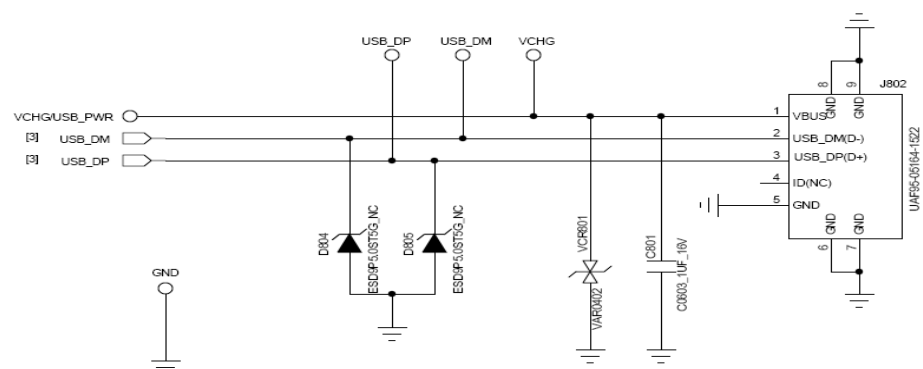 USB_DP USB_DM VCHG
J802
8 9
GND GND
VCHG/USB_PWR
1 VBUS
[3] USB_DM
2 USB_DM(D-)
[3] USB_DP
3 USB_DP(D+)
4 ID(NC)
5 GND
UAF95-05164-1522
GND GND
6 7
D804
ESD9P5.0ST5G_NC
D805
ESD9P5.0ST5G_NC
VCR801
VAR0402
C801
C0603_1UF_16V
GND